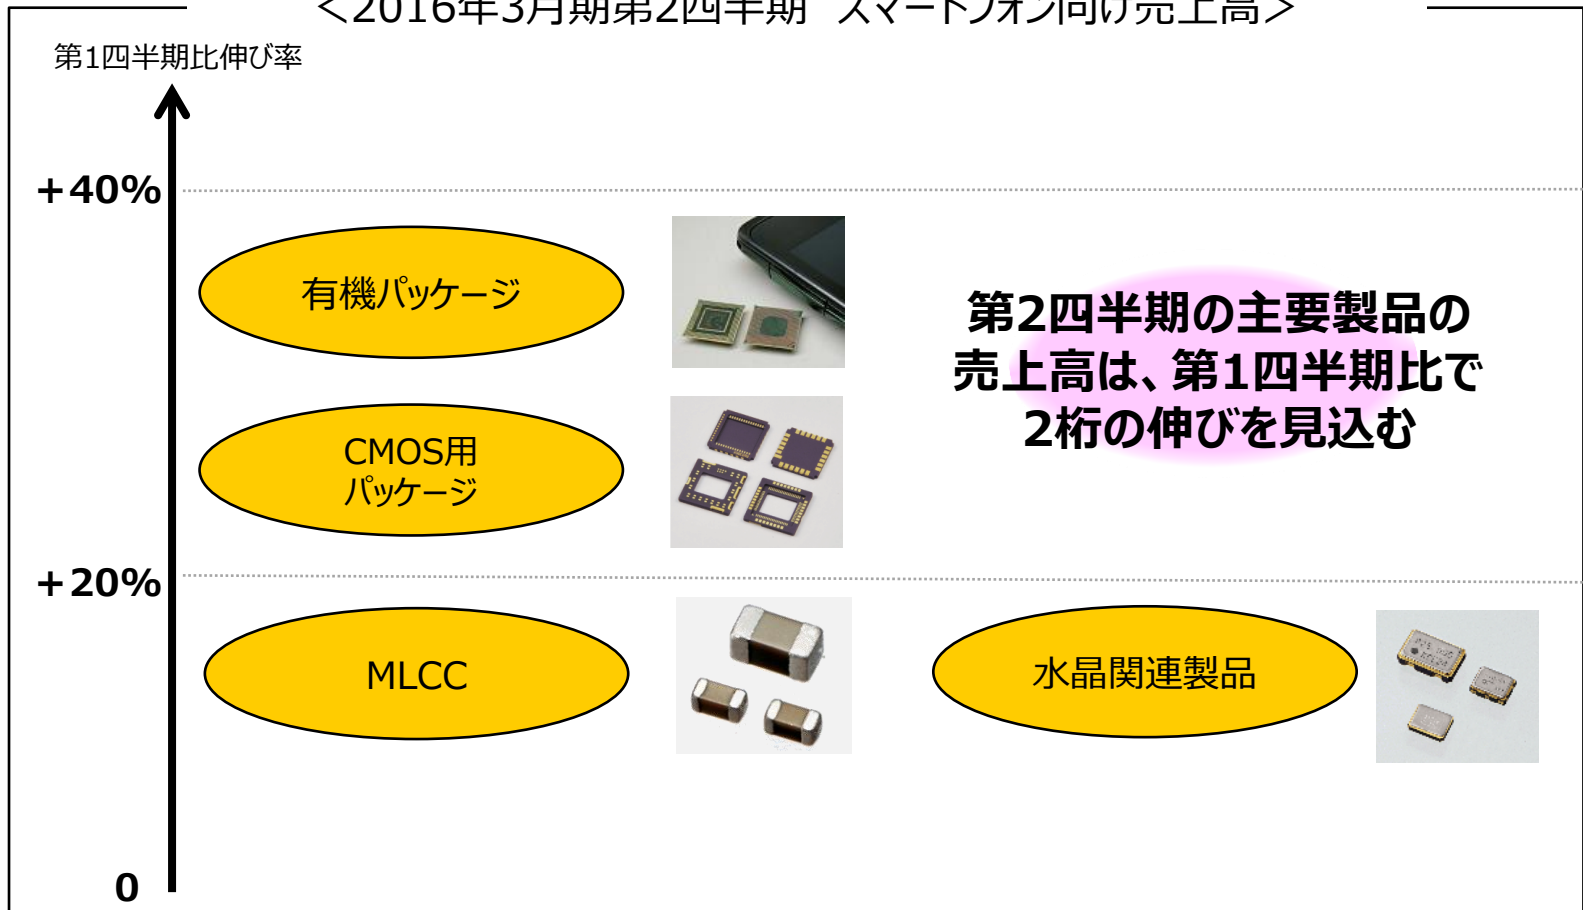 <2016年3月期第2四半期 スマートフォン向け売上高>
第1四半期比伸び率
+40%
有機パッケージ
第2四半期の主要製品の
売上高は、第1四半期比で
2桁の伸びを見込む
CMOS用
パッケージ
+20%
MLCC
水晶関連製品
0